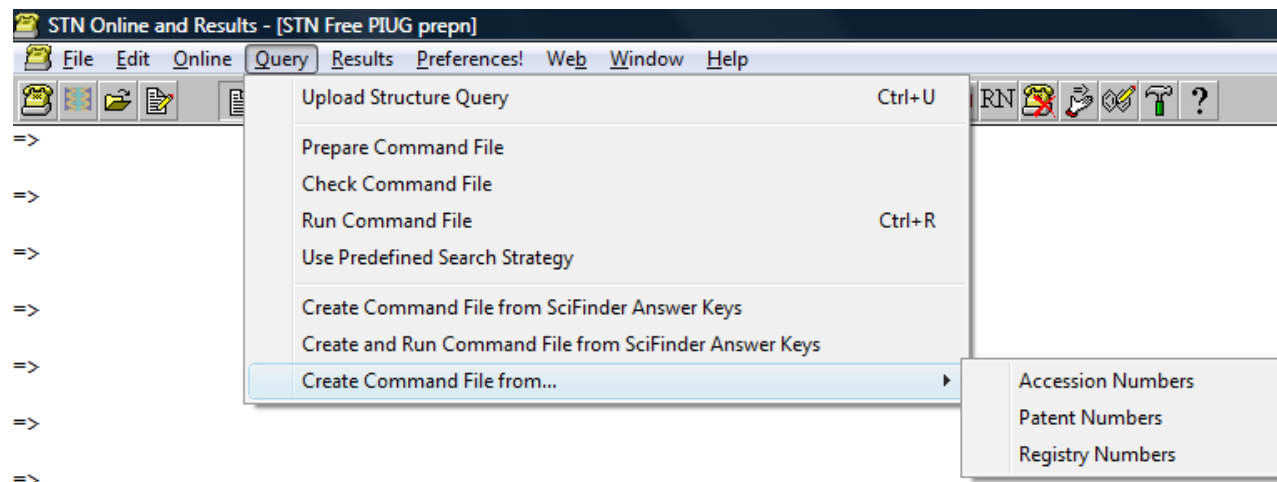 STN Online and Results - [STN Free PIUG prepn]
File Edit Online Query Results Preferences! Web Window Help
RN ?
=>
Upload Structure Query Ctrl+U
Prepare Command File
=>
Check Command File
Run Command File Ctrl+R
=>
Use Predefined Search Strategy
=>
Create Command File from SciFinder Answer Keys
Create and Run Command File from SciFinder Answer Keys
=>
Create Command File from...
Accession Numbers
=>
Patent Numbers
Registry Numbers
=>